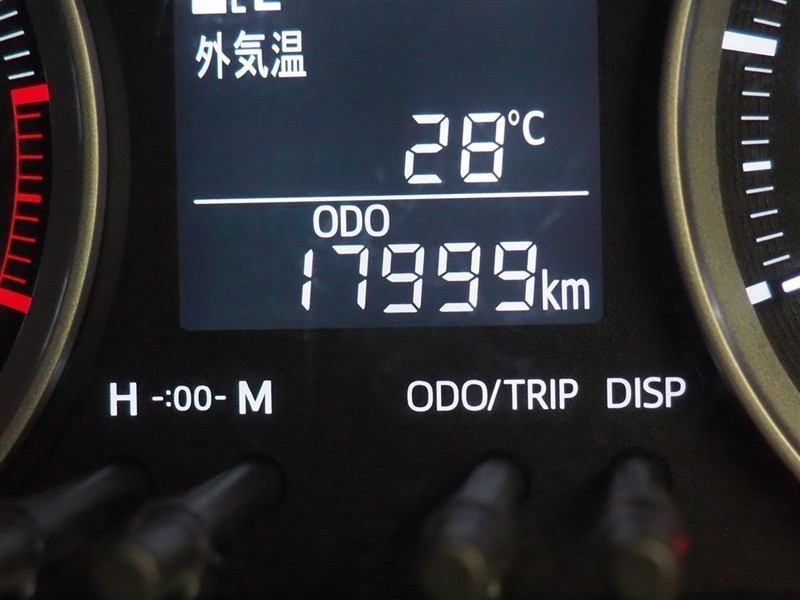 外気温
28°C
ODO
17999km
H -:00- M
ODO/TRIP DISP